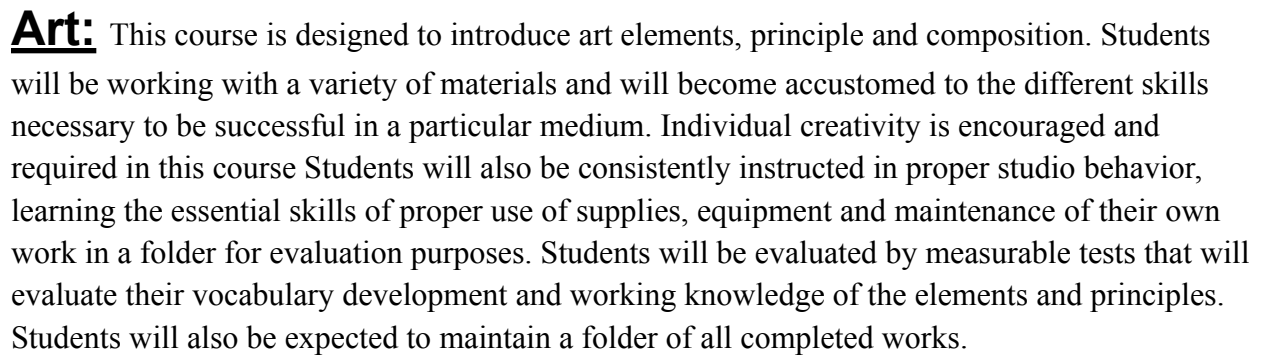 Art: This course is designed to introduce art elements, principle and composition. Students
will be working with a variety of materials and will become accustomed to the different skills
necessary to be successful in a particular medium. Individual creativity is encouraged and
required in this course Students will also be consistently instructed in proper studio behavior,
learning the essential skills of proper use of supplies, equipment and maintenance of their own
work in a folder for evaluation purposes. Students will be evaluated by measurable tests that will
evaluate their vocabulary development and working knowledge of the elements and principles.
Students will also be expected to maintain a folder of all completed works.